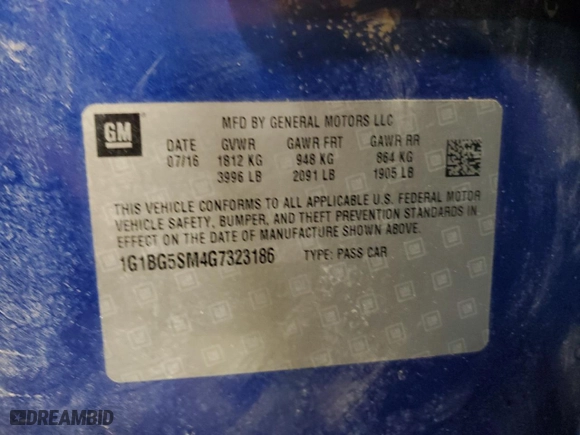 GM
MFD BY GENERAL MOTORS LLC
DATE GVWR GAWR FRT GAWR RR
07/16 1812 KG 948 KG 864 KG
3996 LB 2091 LB 1905 LB
THIS VEHICLE CONFORMS TO ALL APPLICABLE U.S. FEDERAL MOTOR
VEHICLE SAFETY, BUMPER, AND THEFT PREVENTION STANDARDS IN
EFFECT ON THE DATE OF MANUFACTURE SHOWN ABOVE.
1G1BG5SM4G7323186 TYPE: PASS CAR
DREAMBID